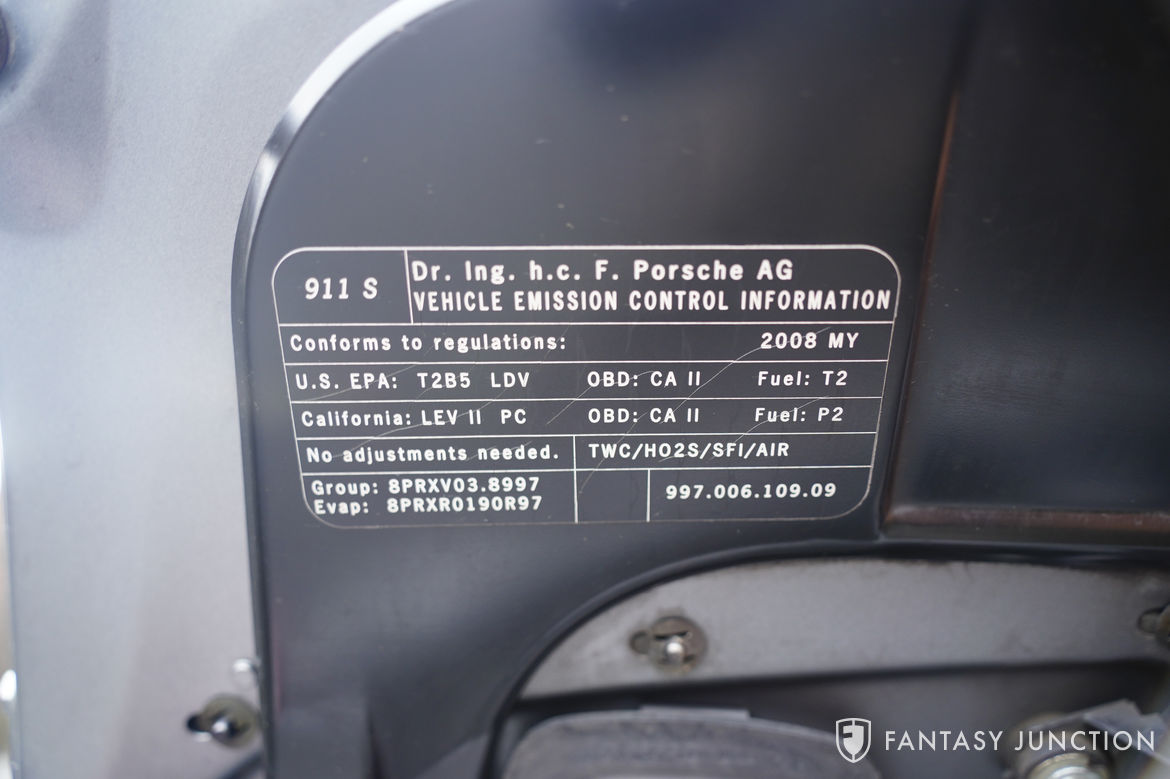 911 S
Dr. Ing. h.c. F. Porsche AG
VEHICLE EMISSION CONTROL INFORMATION
Conforms to regulations: 2008 MY
U.S. EPA: T2B5 LDV OBD: CA II Fuel: T2
California: LEV II PC OBD: CA II Fuel: P2
No adjustments needed. TWC/HO2S/SFI/AIR
Group: 8PRXV03.8997
Evap: 8PRXR0190R97
997.006.109.09
FANTASY JUNCTION